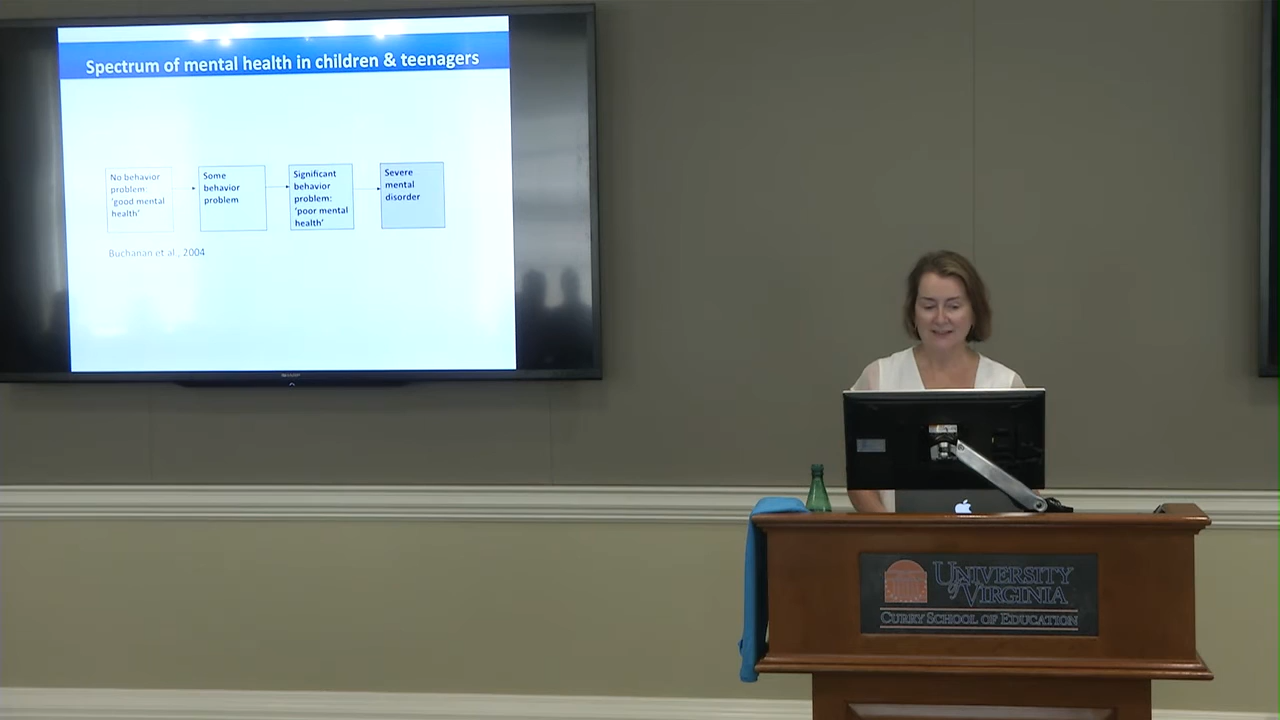 Spectrum of mental health in children & teenagers
No behavior
problem:
'good mental
health'
Some
behavior
problem
Significant
behavior
problem:
'poor mental
health'
Severe
mental
disorder
Buchanan et al., 2004
SHARP
UNIVERSITY
of VIRGINIA
CURRY SCHOOL OF EDUCATION